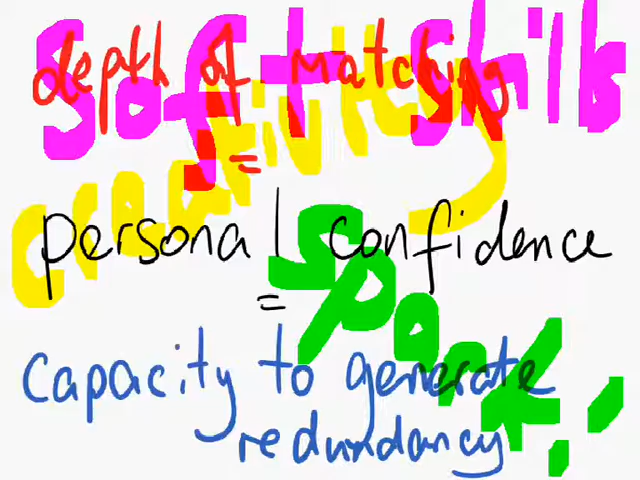 soft skills
creativity
spark!
depth of matching
=
personal confidence
=
capacity to generate
redundancy